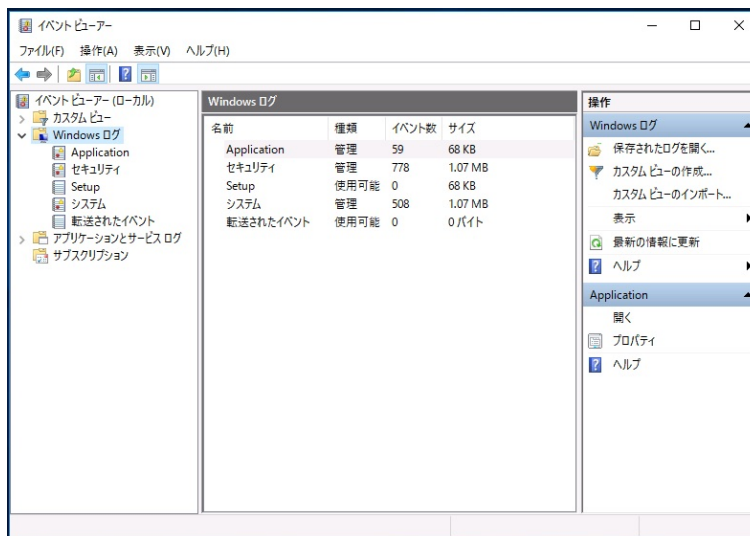 イベント ビューアー
ファイル(F) 操作(A) 表示(V) ヘルプ(H)
イベント ビューアー (ローカル)
カスタム ビュー
Windows ログ
Application
セキュリティ
Setup
システム
転送されたイベント
アプリケーションとサービス ログ
サブスクリプション
Windows ログ
名前 種類 イベント数 サイズ
Application 管理 59 68 KB
セキュリティ 管理 778 1.07 MB
Setup 使用可能 0 68 KB
システム 管理 508 1.07 MB
転送されたイベント 使用可能 0 0 バイト
操作
Windows ログ
保存されたログを開く...
カスタム ビューの作成...
カスタム ビューのインポート...
表示
最新の情報に更新
ヘルプ
Application
開く
プロパティ
ヘルプ